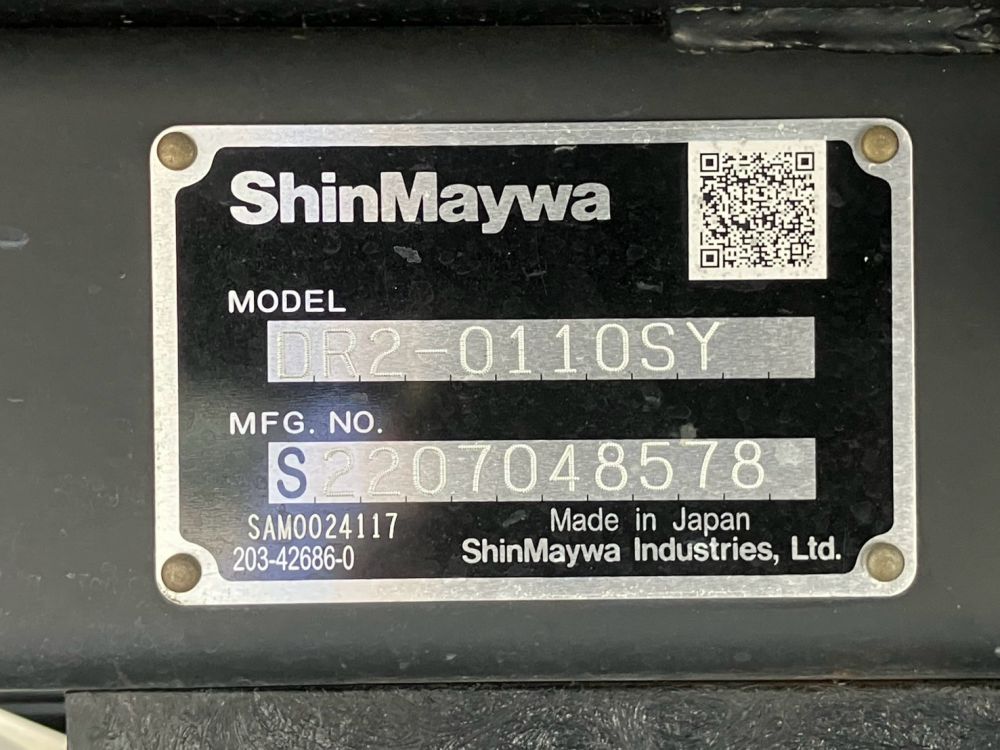 ShinMaywa
MODEL
DR2-0110SY
MFG. NO.
S2207048578
SAM0024117
Made in Japan
203-42686-0
ShinMaywa Industries, Ltd.